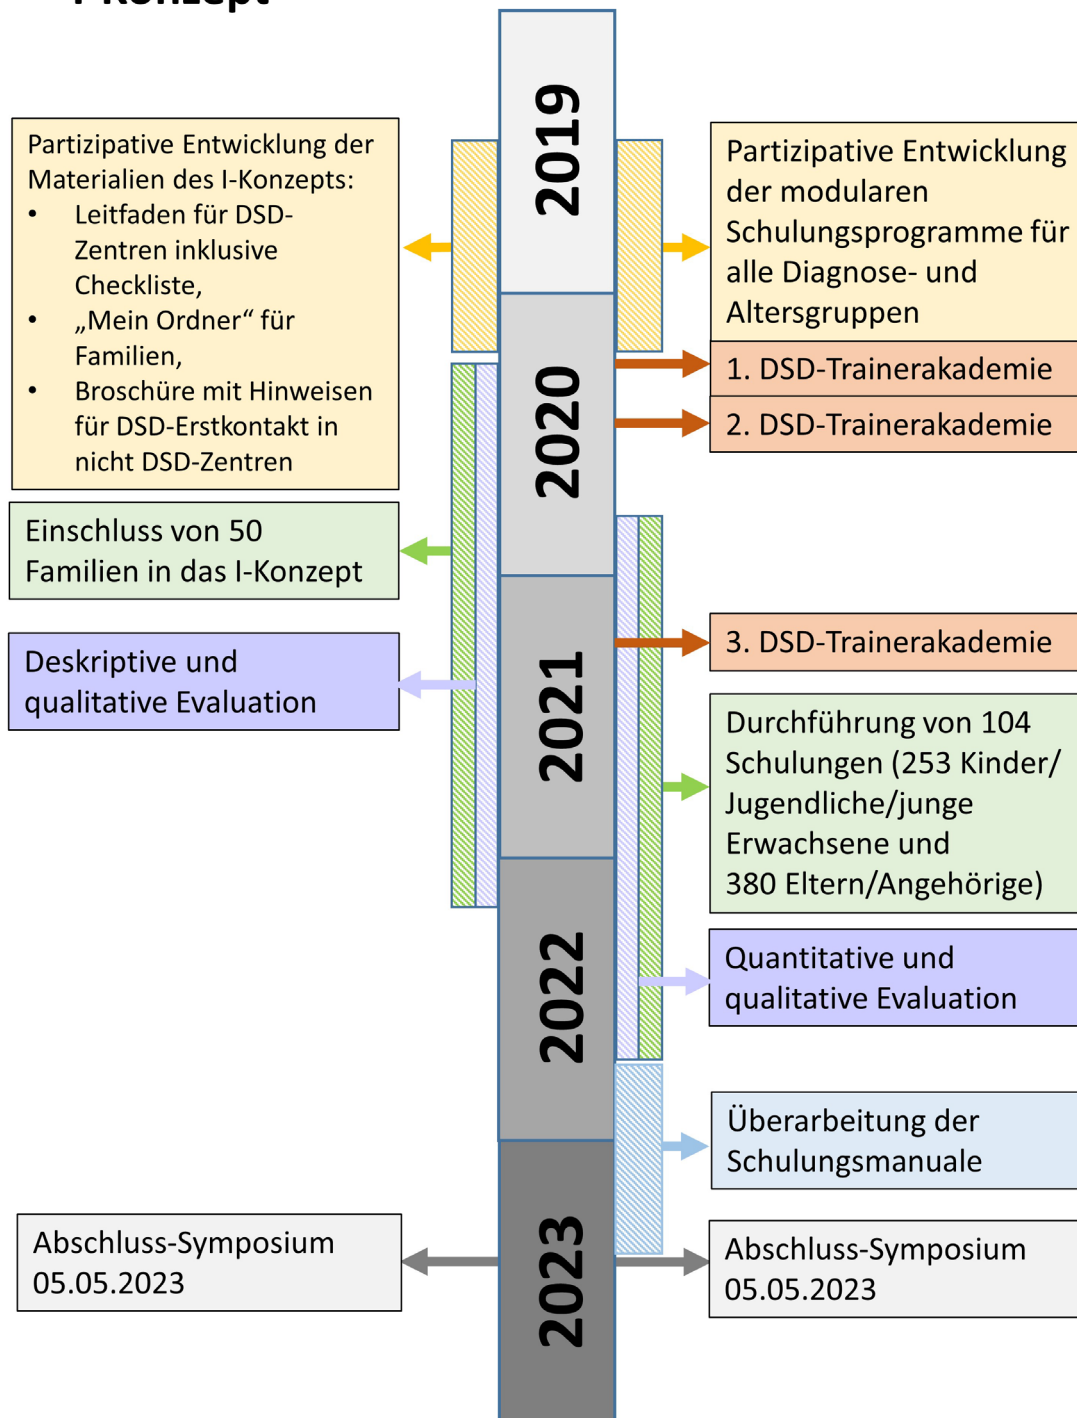 I-Konzept
2019
2020
2021
2022
2023
Partizipative Entwicklung der
Materialien des I-Konzepts:
• Leitfaden für DSD-
Zentren inklusive
Checkliste,
• „Mein Ordner“ für
Familien,
• Broschüre mit Hinweisen
für DSD-Erstkontakt in
nicht DSD-Zentren
Einschluss von 50
Familien in das I-Konzept
Deskriptive und
qualitative Evaluation
Abschluss-Symposium
05.05.2023
Partizipative Entwicklung
der modularen
Schulungsprogramme für
alle Diagnose- und
Altersgruppen
1. DSD-Trainerakademie
2. DSD-Trainerakademie
3. DSD-Trainerakademie
Durchführung von 104
Schulungen (253 Kinder/
Jugendliche/junge
Erwachsene und
380 Eltern/Angehörige)
Quantitative und
qualitative Evaluation
Überarbeitung der
Schulungsmanuale
Abschluss-Symposium
05.05.2023